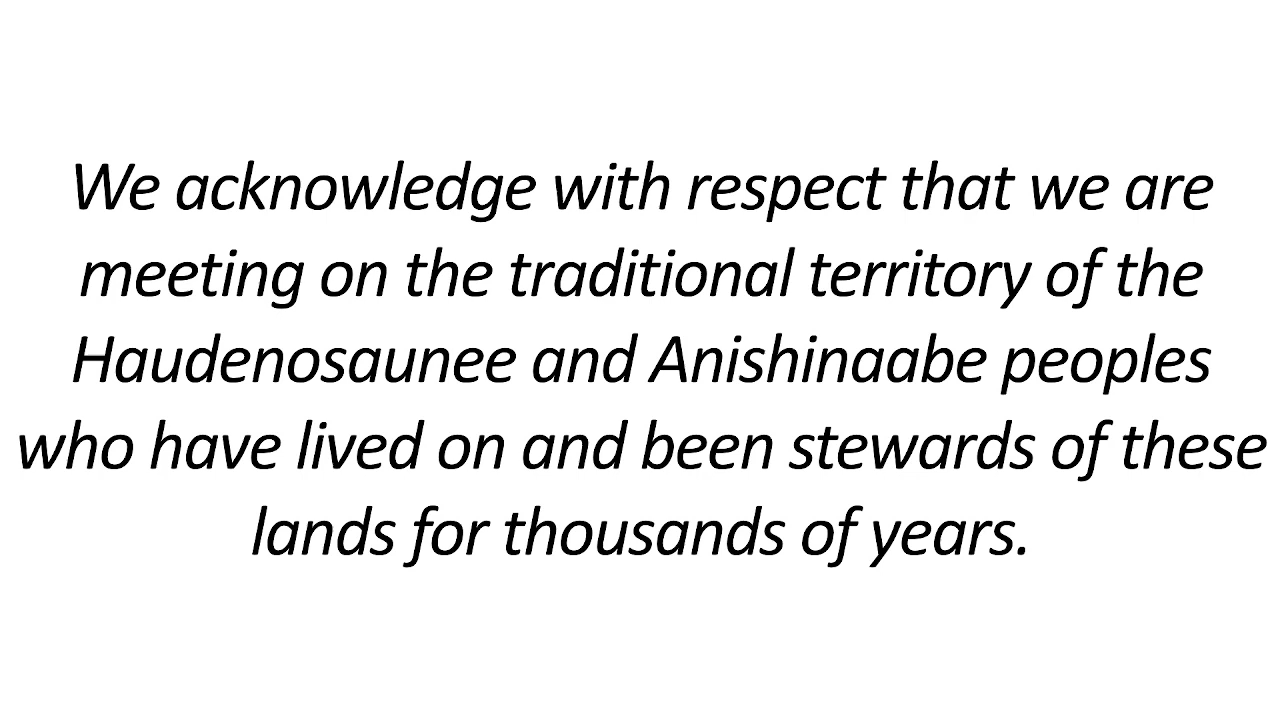 We acknowledge with respect that we are
meeting on the traditional territory of the
Haudenosaunee and Anishinaabe peoples
who have lived on and been stewards of these
lands for thousands of years.